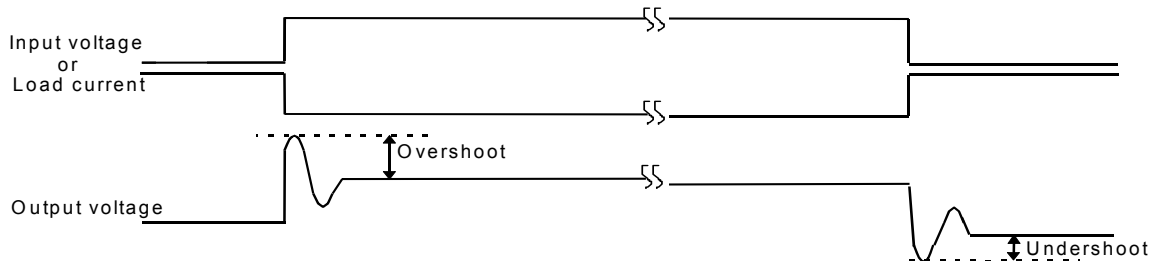 Input voltage
or
Load current
Overshoot
Output voltage
Undershoot